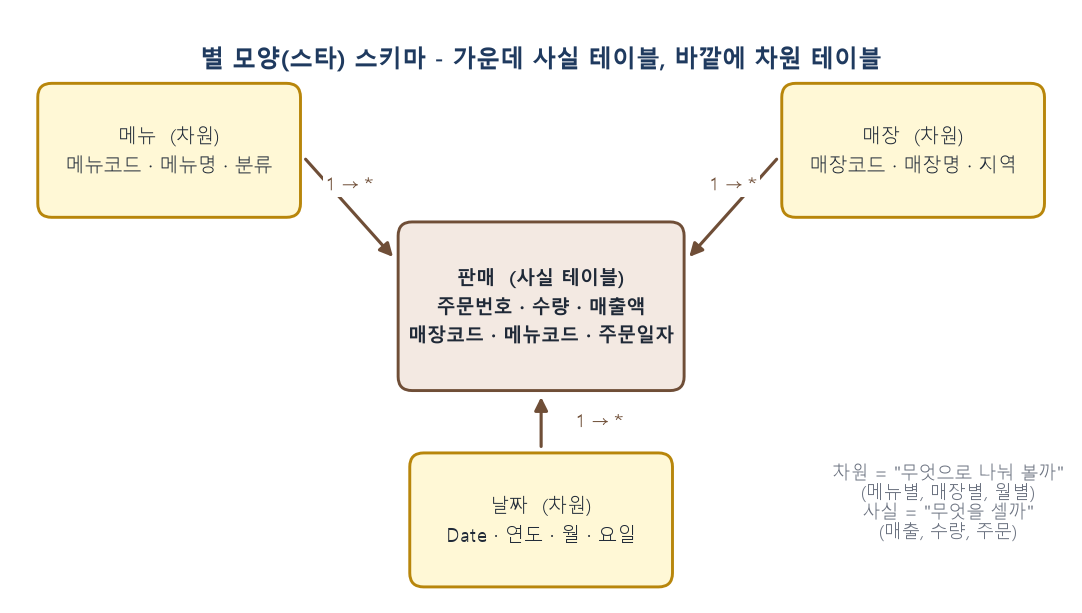 별 모양(스타) 스키마 - 가운데 사실 테이블, 바깥에 차원 테이블
메뉴 (차원)
메뉴코드 · 메뉴명 · 분류
매장 (차원)
매장코드 · 매장명 · 지역
1 → *
1 → *
판매 (사실 테이블)
주문번호 · 수량 · 매출액
매장코드 · 메뉴코드 · 주문일자
1 → *
날짜 (차원)
Date · 연도 · 월 · 요일
차원 = "무엇으로 나눠 볼까"
(메뉴별, 매장별, 월별)
사실 = "무엇을 셀까"
(매출, 수량, 주문)